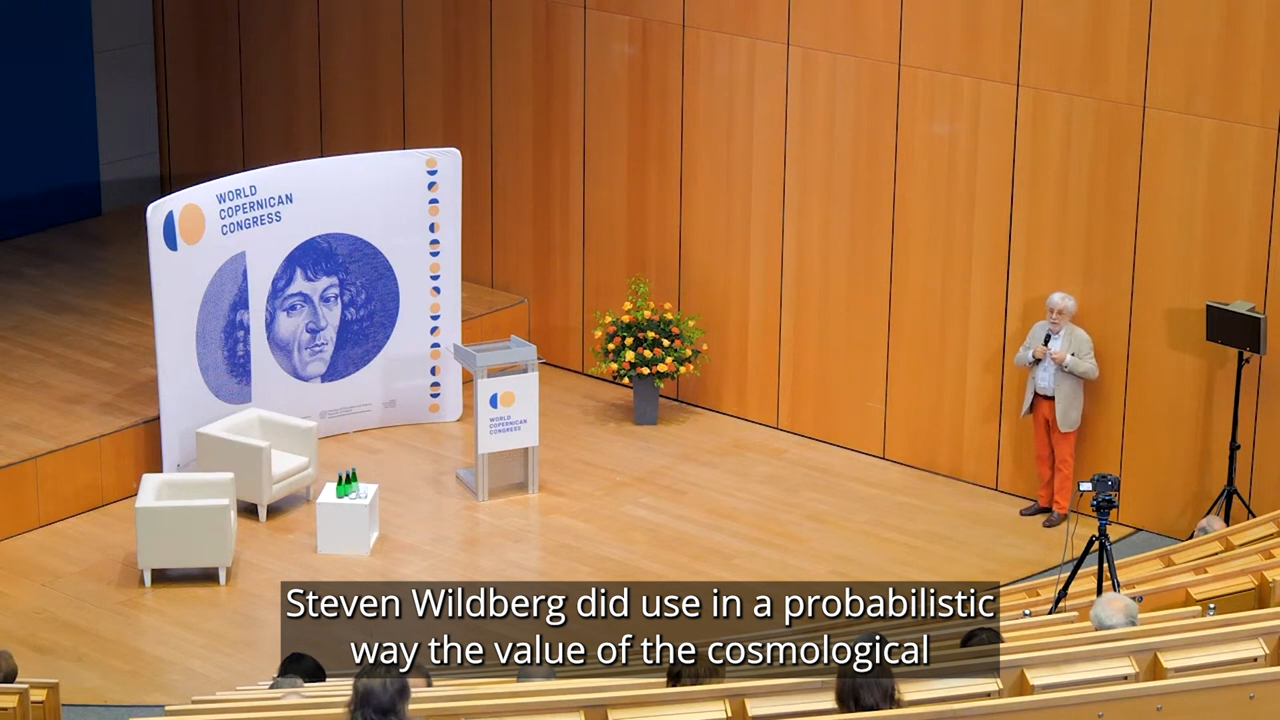 WORLD
COPERNICAN
CONGRESS
WORLD
COPERNICAN
CONGRESS
Steven Wildberg did use in a probabilistic
way the value of the cosmological